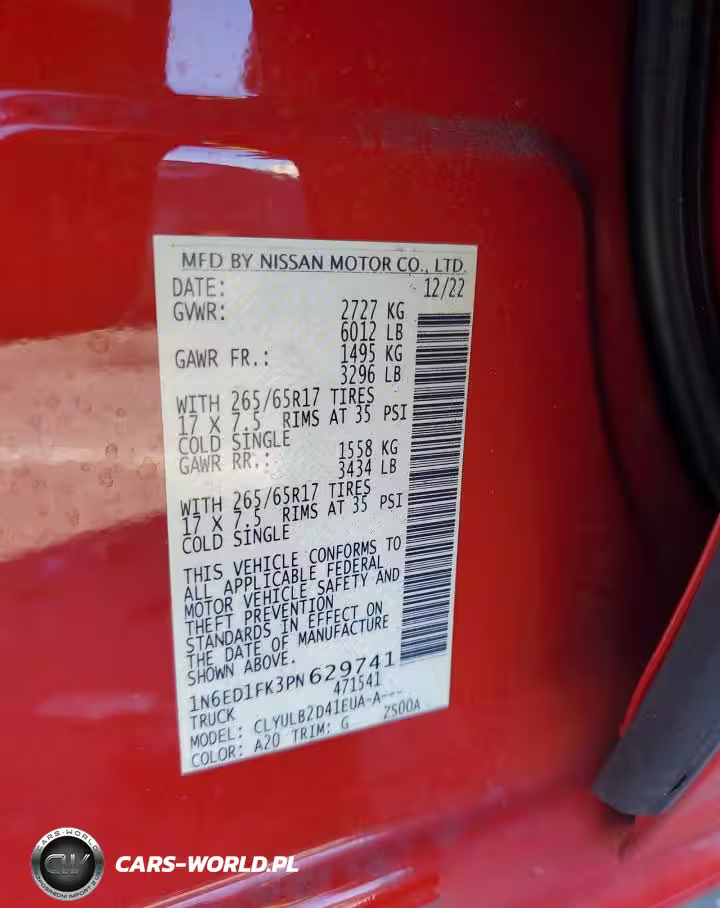 MFD BY NISSAN MOTOR CO., LTD.
DATE: 12/22
GVWR: 2727 KG
6012 LB
GAWR FR.: 1495 KG
3296 LB
WITH 265/65R17 TIRES
17 X 7.5 RIMS AT 35 PSI
COLD SINGLE
GAWR RR.: 1558 KG
3434 LB
WITH 265/65R17 TIRES
17 X 7.5 RIMS AT 35 PSI
COLD SINGLE
THIS VEHICLE CONFORMS TO
ALL APPLICABLE FEDERAL
MOTOR VEHICLE SAFETY AND
THEFT PREVENTION
STANDARDS IN EFFECT ON
THE DATE OF MANUFACTURE
SHOWN ABOVE.
1N6ED1FK3PN629741
TRUCK 471541
MODEL: CLYULB2D41EUA-A---
COLOR: A20 TRIM: G ZS00A
CARS-WORLD
CW
CARS-WORLD.PL